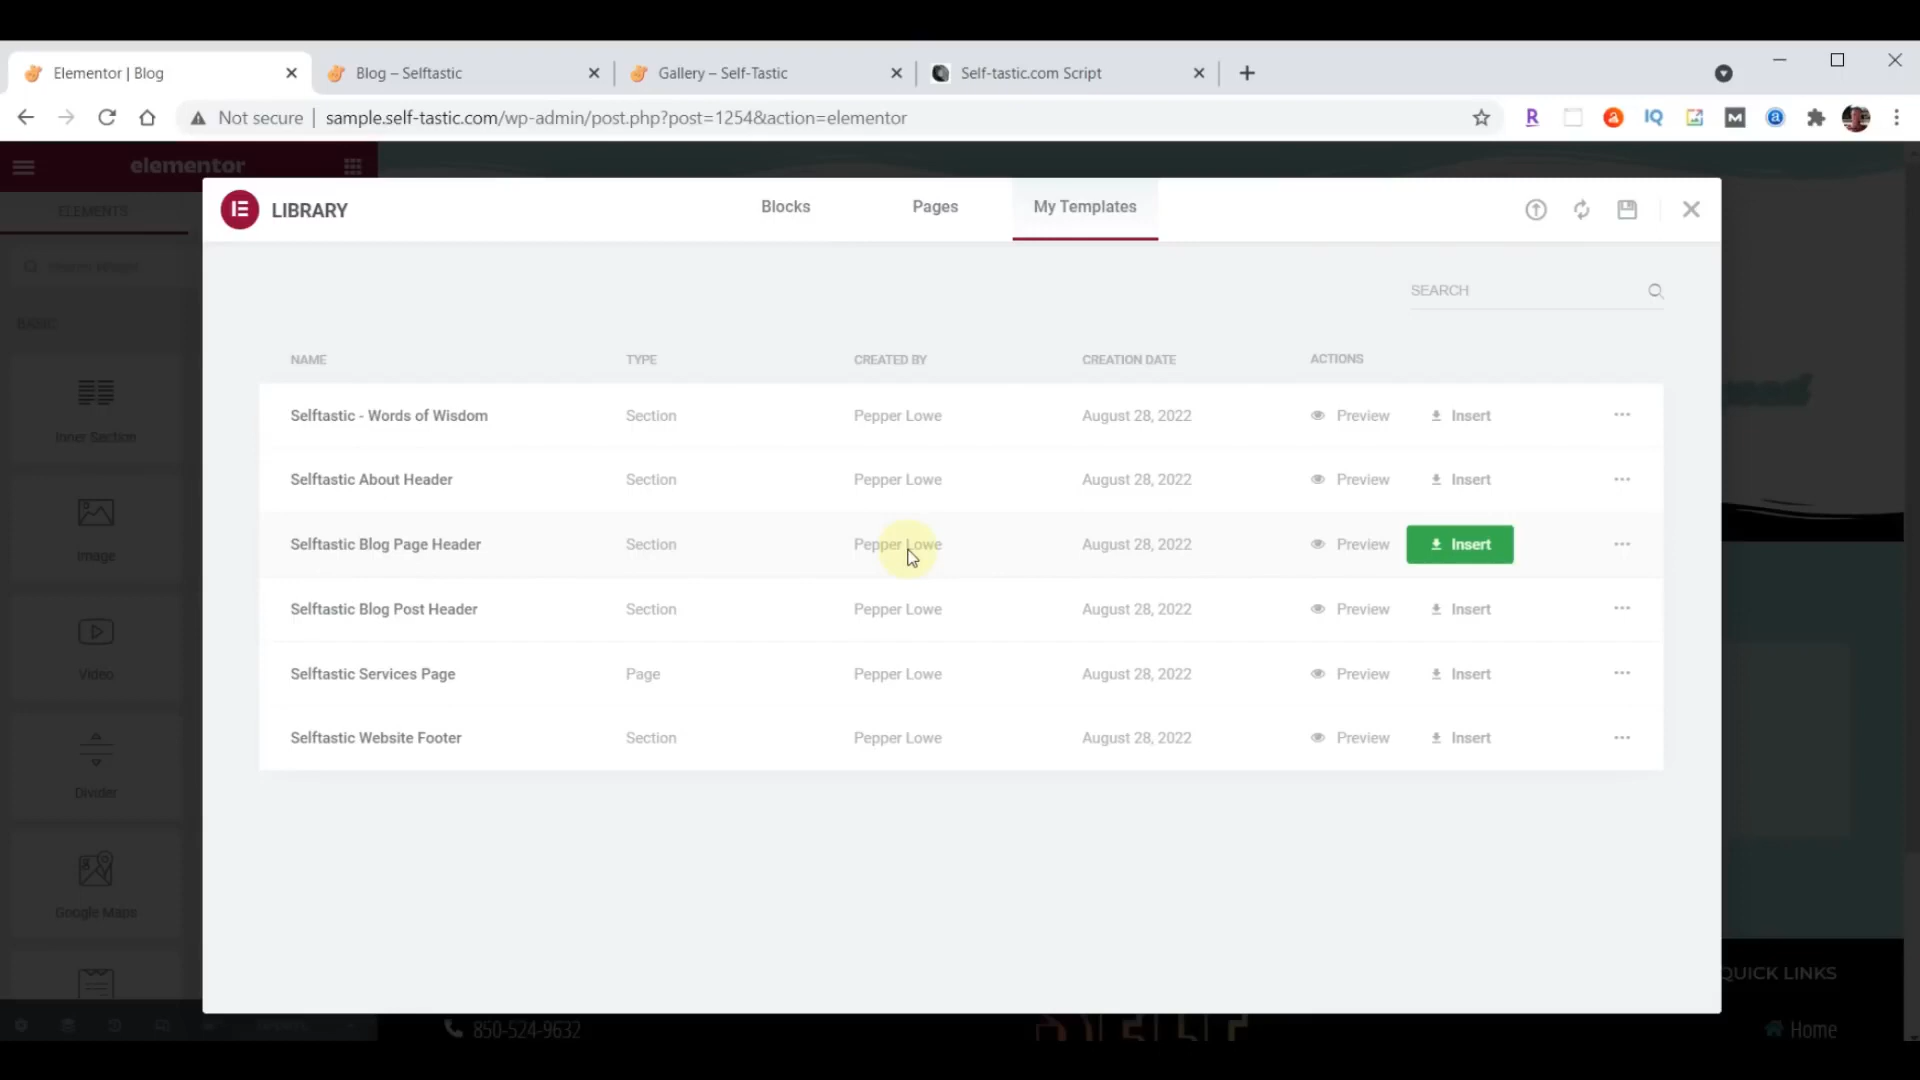 Elementor | Blog
Blog – Selftastic
Gallery – Self-Tastic
Self-tastic.com Script
Not secure | sample.self-tastic.com/wp-admin/post.php?post=1254&action=elementor
elementor
ELEMENTS
LIBRARY
Blocks
Pages
My Templates
SEARCH
BASIC
NAME TYPE CREATED BY CREATION DATE ACTIONS
Selftastic - Words of Wisdom Section Pepper Lowe August 28, 2022 Preview Insert
Selftastic About Header Section Pepper Lowe August 28, 2022 Preview Insert
Selftastic Blog Page Header Section Pepper Lowe August 28, 2022 Preview Insert
Selftastic Blog Post Header Section Pepper Lowe August 28, 2022 Preview Insert
Selftastic Services Page Page Pepper Lowe August 28, 2022 Preview Insert
Selftastic Website Footer Section Pepper Lowe August 28, 2022 Preview Insert
Inner Section
Image
Video
Divider
Google Maps
QUICK LINKS
850-524-9632
Home